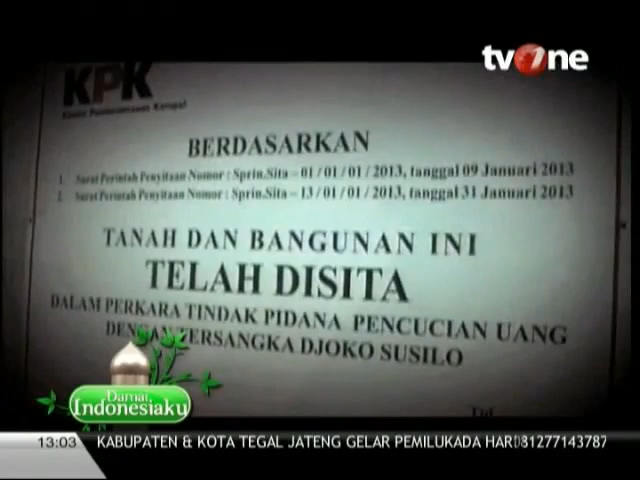 tvOne
KPK
BERDASARKAN
1. Surat Perintah Penyitaan Nomor : Sprin.Sita – 01 / 01 / 01 / 2013, tanggal 09 Januari 2013
2. Surat Perintah Penyitaan Nomor : Sprin.Sita – 13 / 01 / 01 / 2013, tanggal 31 Januari 2013
TANAH DAN BANGUNAN INI
TELAH DISITA
DALAM PERKARA TINDAK PIDANA PENCUCIAN UANG
DENGAN TERSANGKA DJOKO SUSILO
Damai
Indonesiaku
13:03 KABUPATEN & KOTA TEGAL JATENG GELAR PEMILUKADA 081277143787